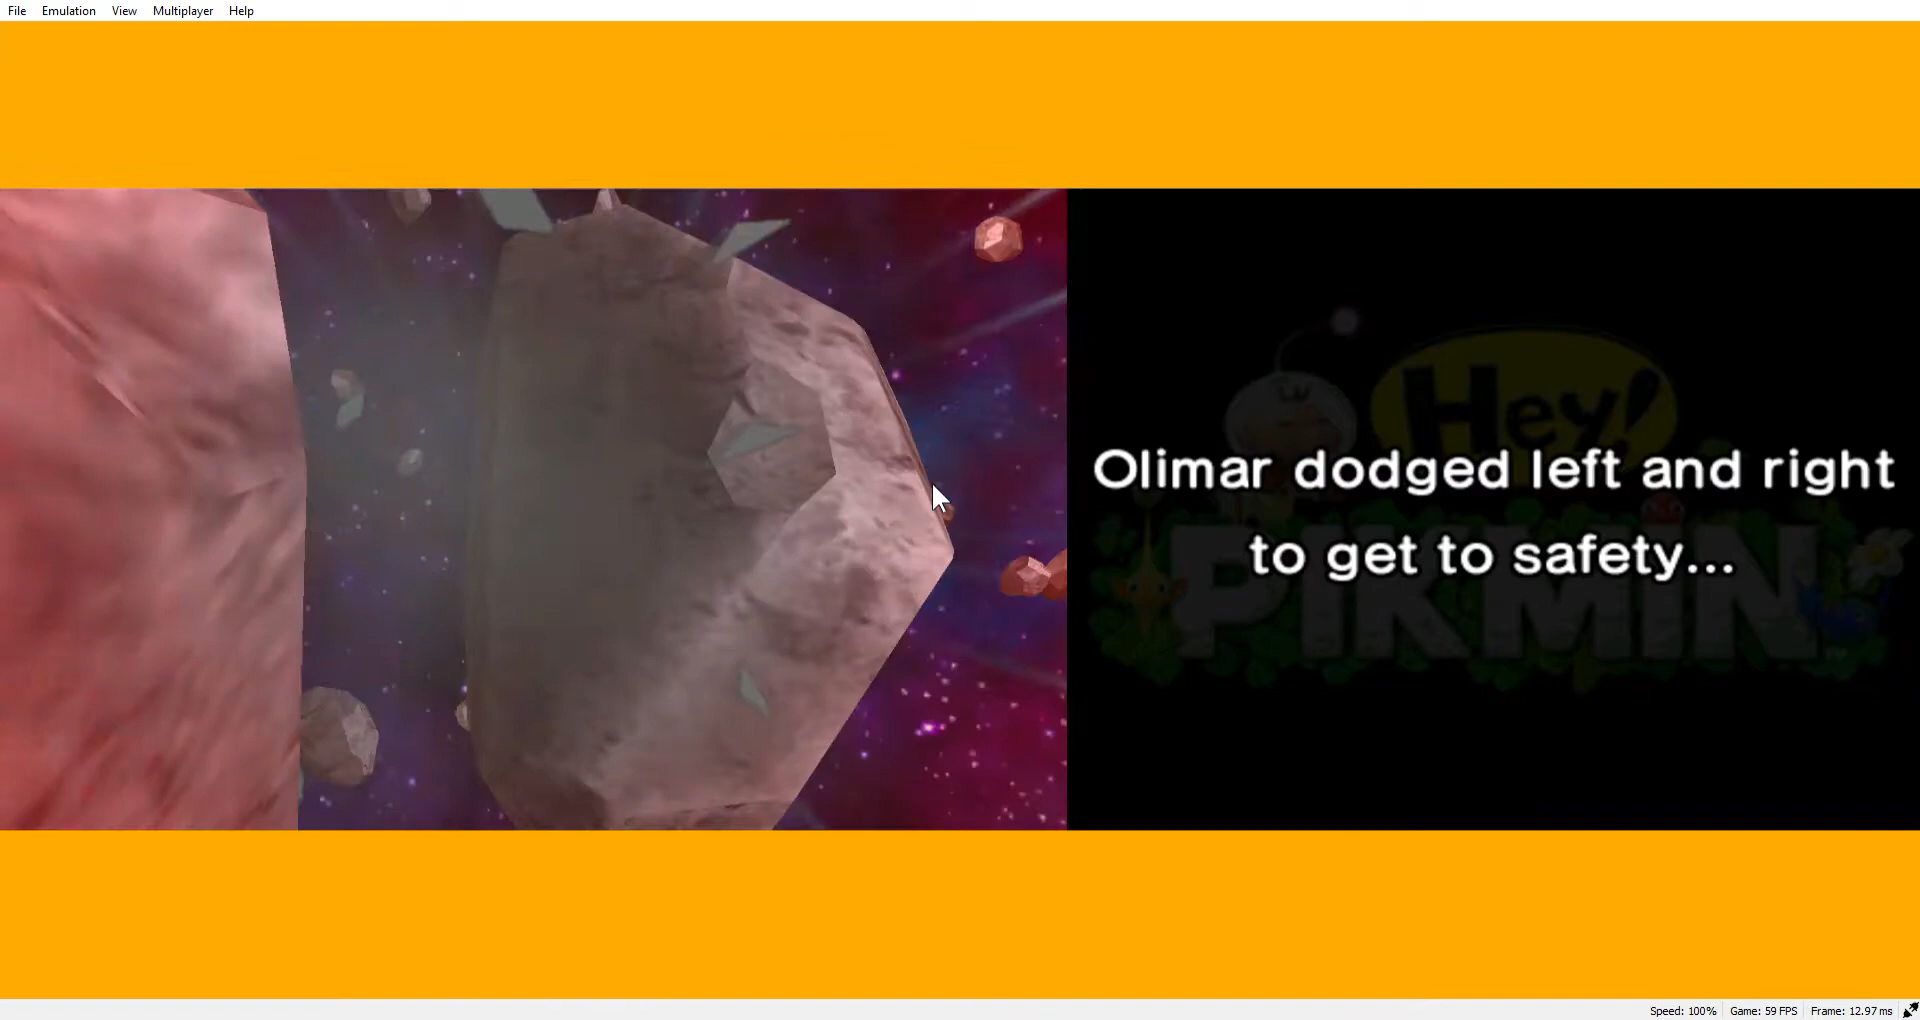 File Emulation View Multiplayer Help
Hey!
PIKMIN
Olimar dodged left and right
to get to safety...
Speed: 100% Game: 59 FPS Frame: 12.97 ms